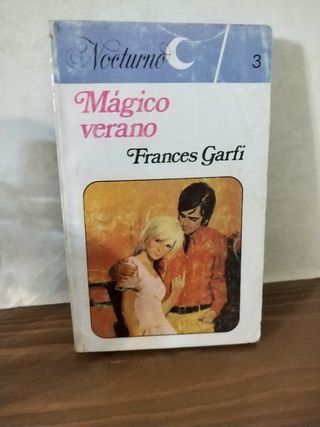 Nocturno
3
Mágico
verano
Frances Garfi